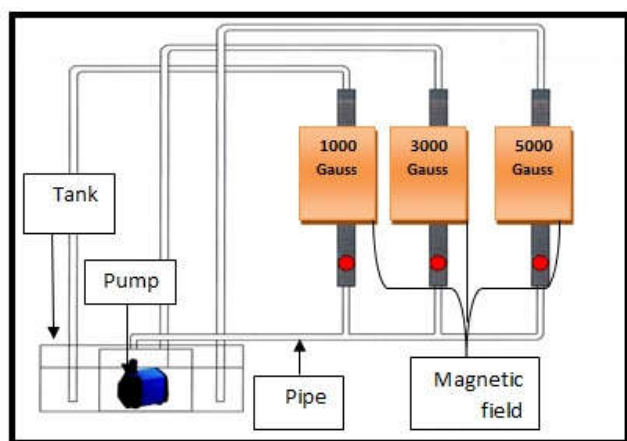 1000
Gauss
3000
Gauss
5000
Gauss
Tank
Pump
Pipe
Magnetic
field